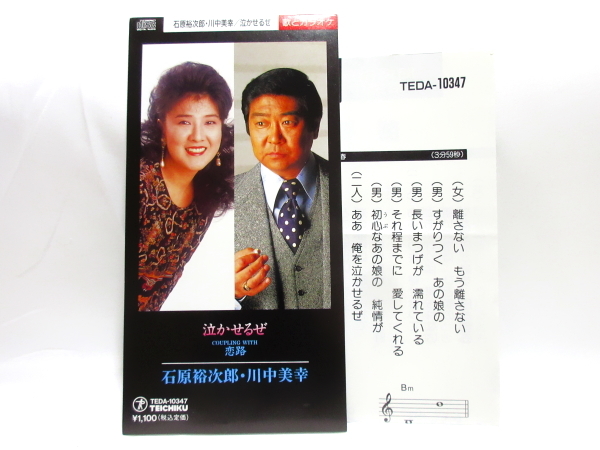 石原裕次郎・川中美幸/泣かせるぜ
歌とカラオケ
泣かせるぜ
COUPLING WITH
恋路
石原裕次郎・川中美幸
TEDA-10347
TEICHIKU
¥1,100(税込定価)
TEDA-10347
(3分59秒)
(女) 離さない もう離さない
(男) すがりつく あの娘の
(男) 長いまつげが 濡れている
(男) それ程までに 愛してくれる
(男) 初心なあの娘の 純情が
うぶ
(二人) ああ 俺を泣かせるぜ
Bm